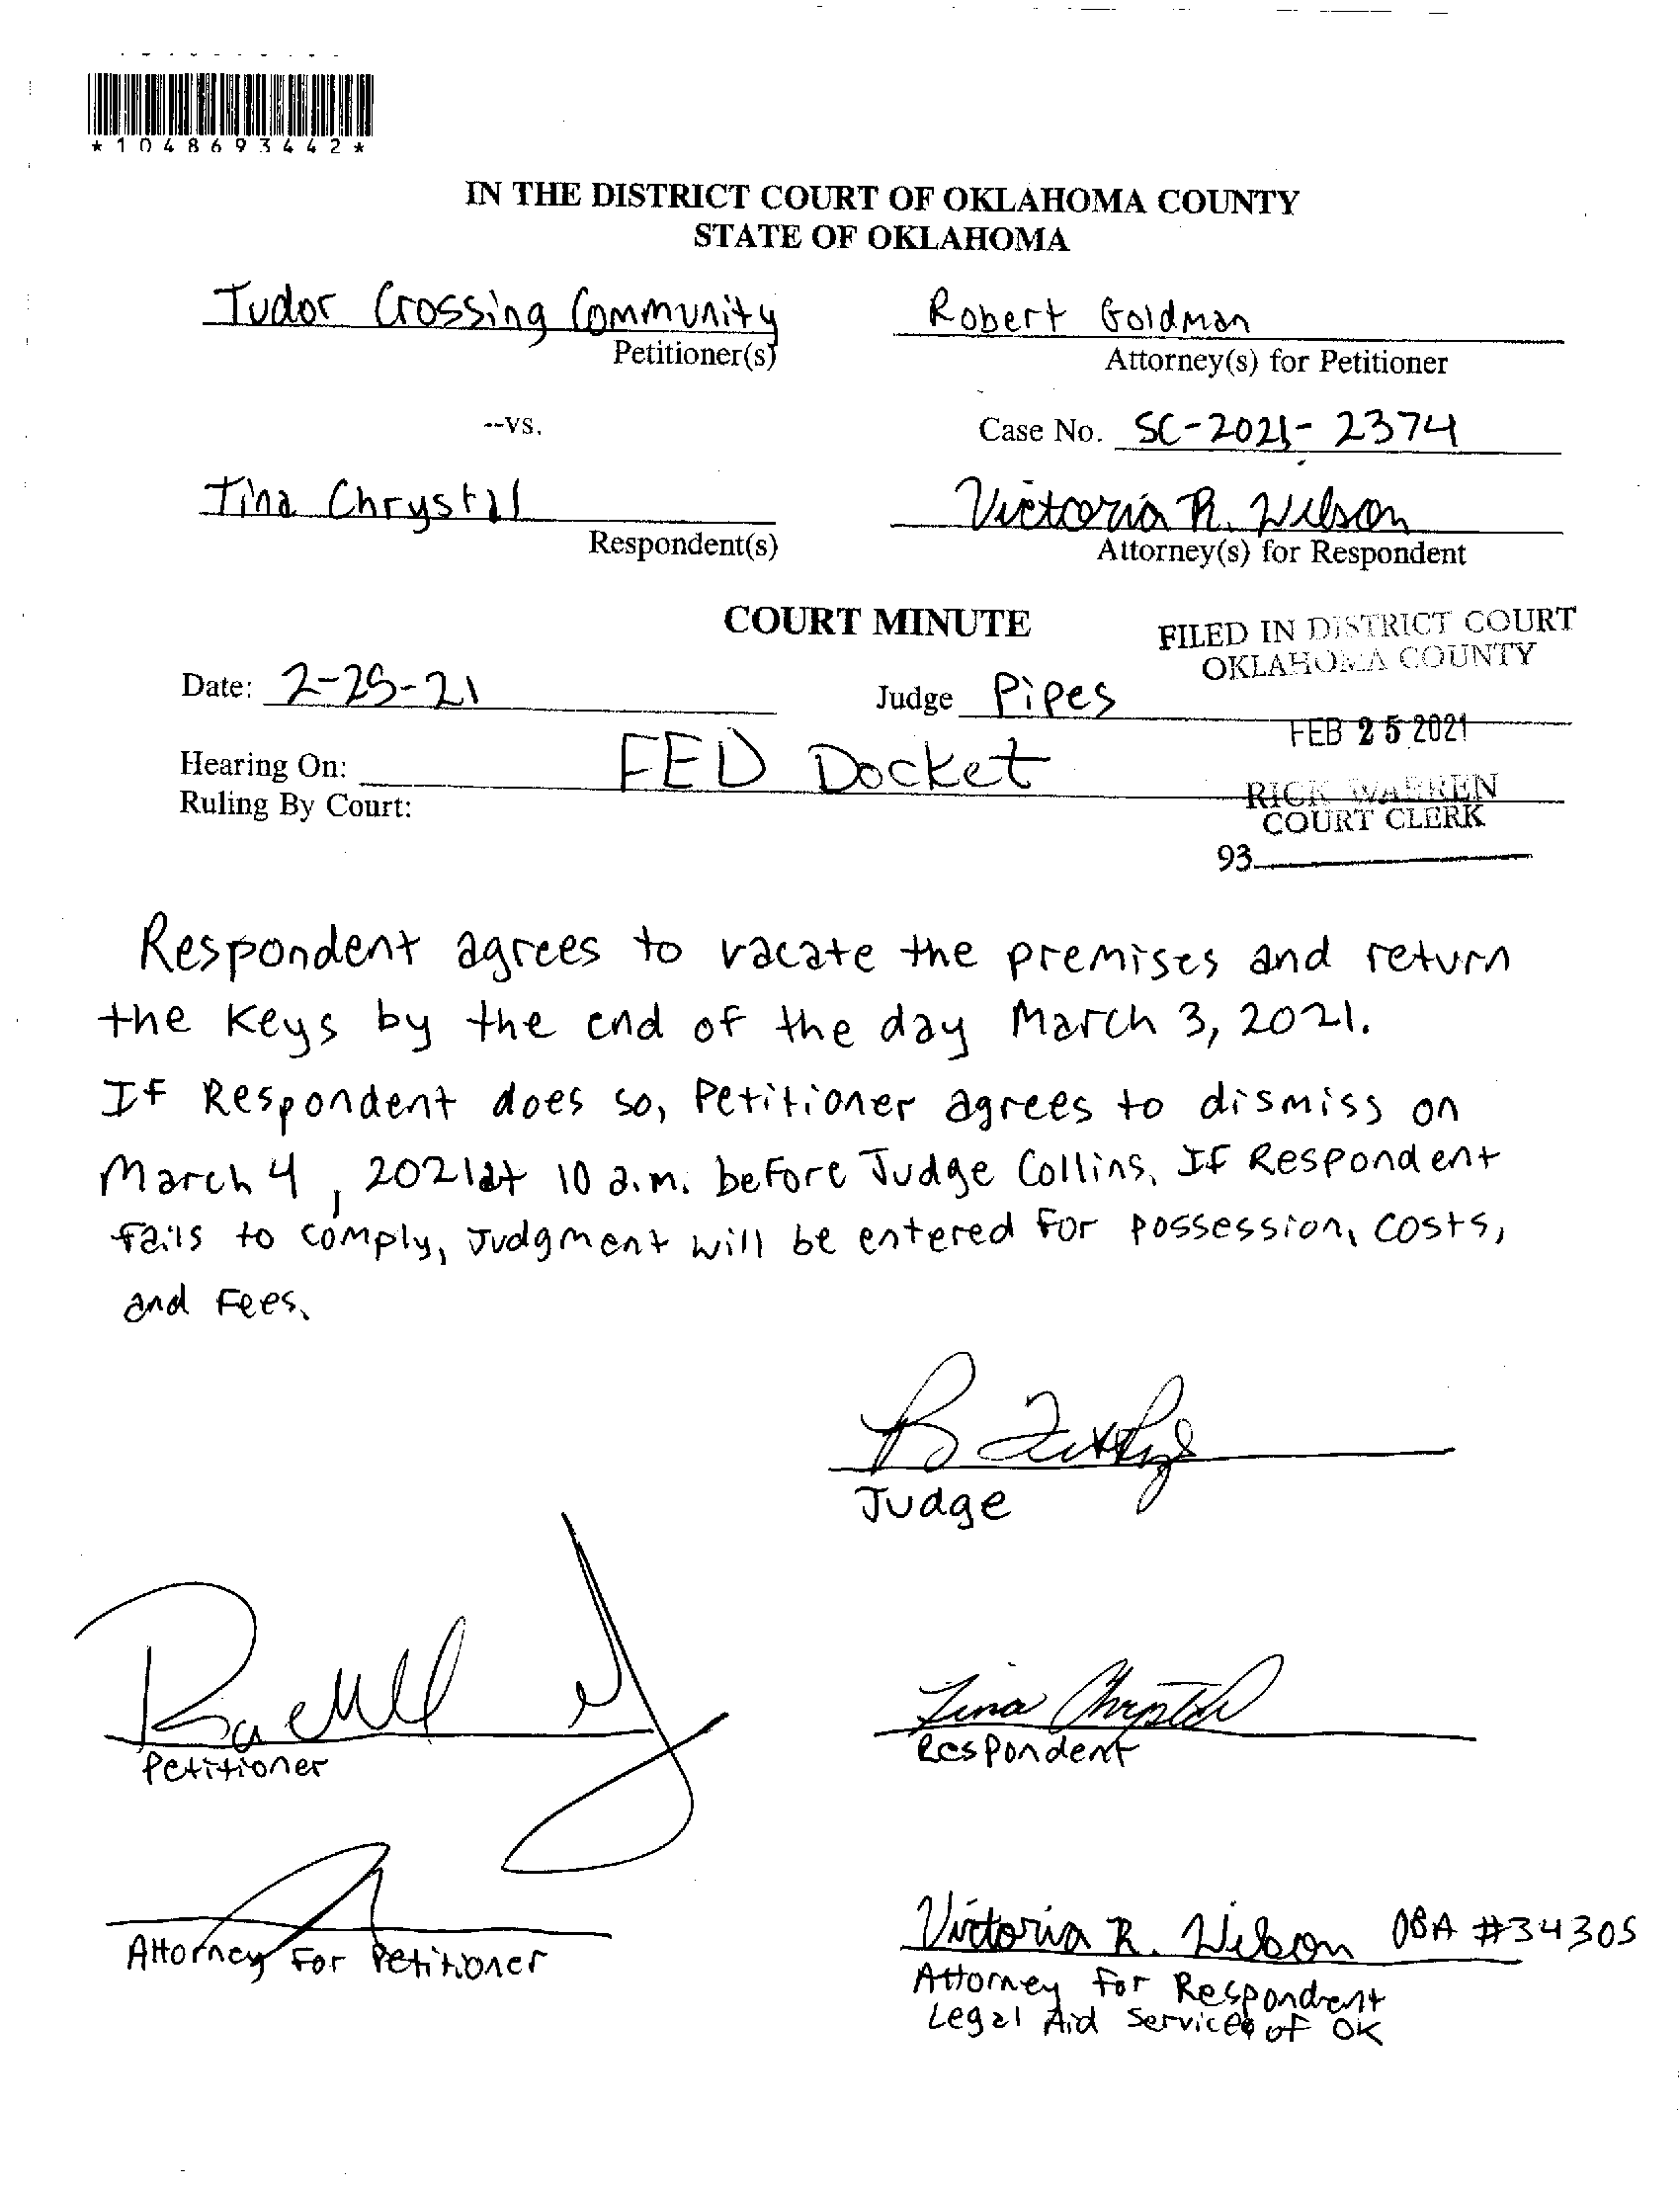 *1048693442*
IN THE DISTRICT COURT OF OKLAHOMA COUNTY
STATE OF OKLAHOMA
Tudor Crossing Community
Petitioner(s)
Robert Goldman
Attorney(s) for Petitioner
--vs.
Case No. SC-2021-2374
Tina Chrystal
Respondent(s)
Victoria R. Wilson
Attorney(s) for Respondent
COURT MINUTE
FILED IN DISTRICT COURT
OKLAHOMA COUNTY
Date: 2-25-21
Judge Pipes
FEB 25 2021
Hearing On: FED Docket
RICK WARREN
Ruling By Court:
COURT CLERK
93
Respondent agrees to vacate the premises and return
the keys by the end of the day March 3, 2021.
If Respondent does so, Petitioner agrees to dismiss on
March 4, 2021 at 10 a.m. before Judge Collins. If Respondent
fails to comply, judgment will be entered for possession, costs,
and fees.
Judge
Petitioner
Tina Chrystal
Respondent
Attorney for Petitioner
Victoria R. Wilson OBA #34305
Attorney for Respondent
Legal Aid Services of OK